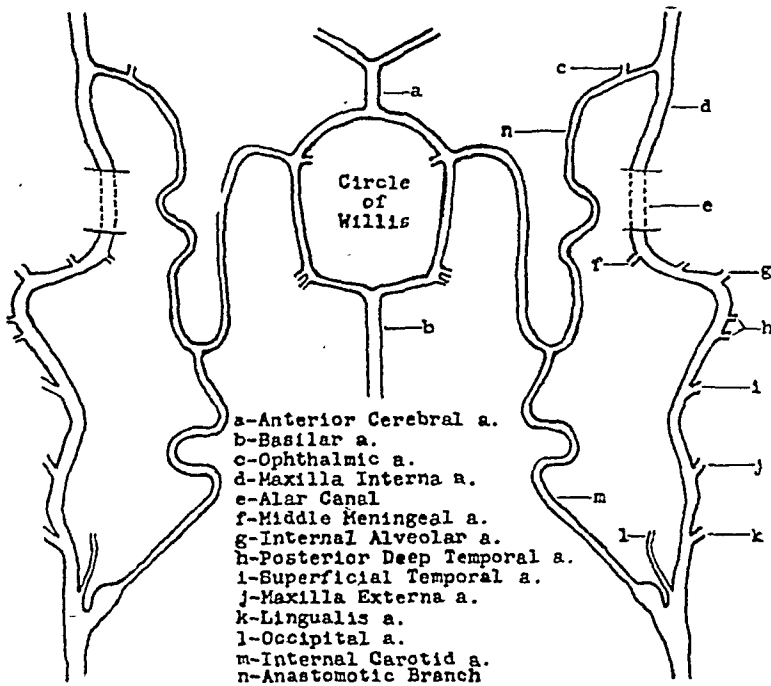 c
a
d
n
Circle
of
Willis
e
f
g
h
b
i
a-Anterior Cerebral a.
b-Basilar a.
c-Ophthalmic a.
j
d-Maxilla Interna a.
e-Alar Canal
m
f-Middle Meningeal a.
g-Internal Alveolar a.
l
k
h-Posterior Deep Temporal a.
i-Superficial Temporal a.
j-Maxilla Externa a.
k-Lingualis a.
l-Occipital a.
m-Internal Carotid a.
n-Anastomotic Branch